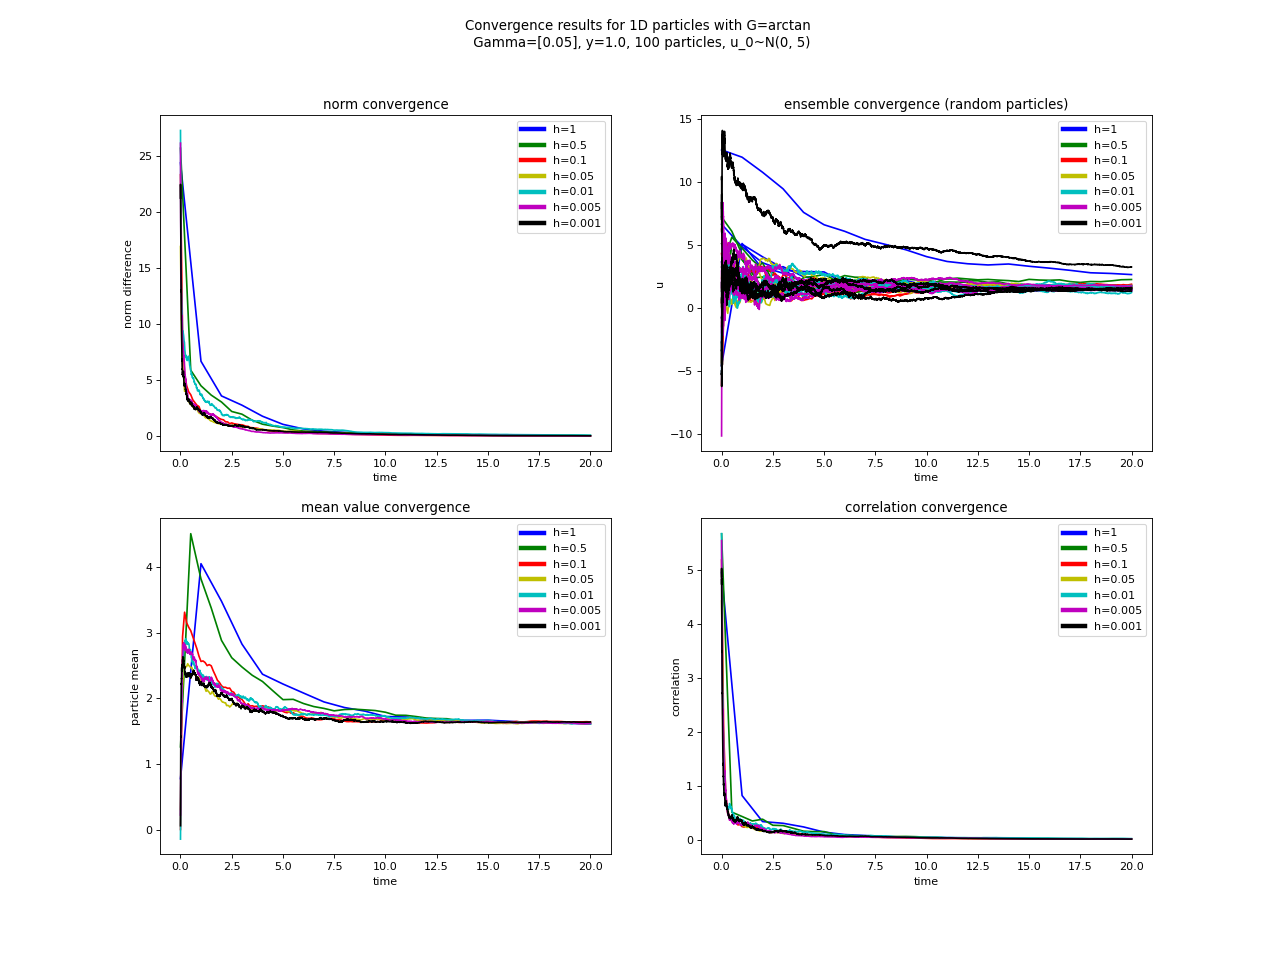 Convergence results for 1D particles with G=arctan
Gamma=[0.05], y=1.0, 100 particles, u_0~N(0, 5)
norm convergence
norm difference
25
20
15
10
5
0
0.0 2.5 5.0 7.5 10.0 12.5 15.0 17.5 20.0
time
h=1
h=0.5
h=0.1
h=0.05
h=0.01
h=0.005
h=0.001
ensemble convergence (random particles)
u
15
10
5
0
−5
−10
0.0 2.5 5.0 7.5 10.0 12.5 15.0 17.5 20.0
time
h=1
h=0.5
h=0.1
h=0.05
h=0.01
h=0.005
h=0.001
mean value convergence
particle mean
4
3
2
1
0
0.0 2.5 5.0 7.5 10.0 12.5 15.0 17.5 20.0
time
h=1
h=0.5
h=0.1
h=0.05
h=0.01
h=0.005
h=0.001
correlation convergence
correlation
5
4
3
2
1
0
0.0 2.5 5.0 7.5 10.0 12.5 15.0 17.5 20.0
time
h=1
h=0.5
h=0.1
h=0.05
h=0.01
h=0.005
h=0.001